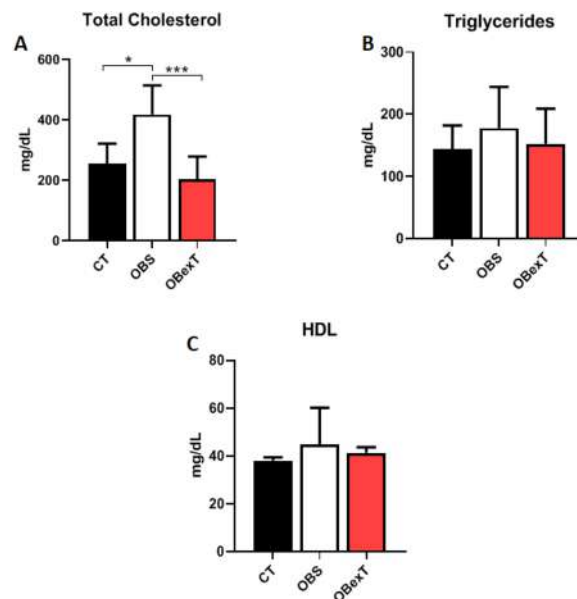 Total Cholesterol
A
* ***
600
400
200
0
mg/dL
CT OBS OBexT
Triglycerides
B
300
200
100
0
mg/dL
CT OBS OBexT
HDL
C
80
60
40
20
0
mg/dL
CT OBS OBexT